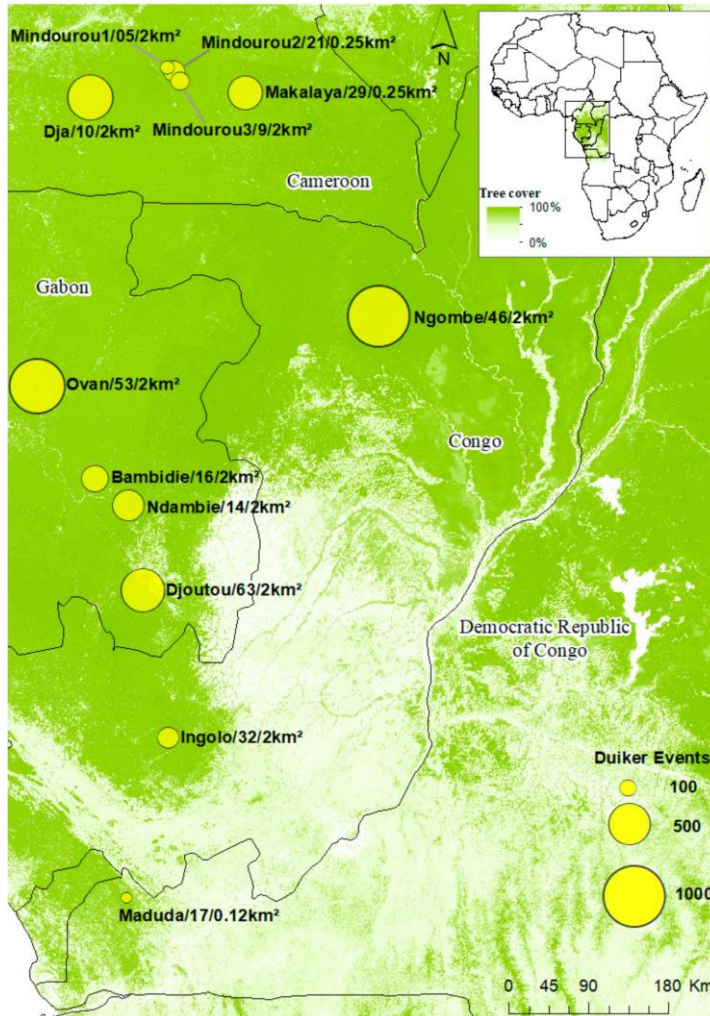 Mindourou1/05/2km²
Mindourou2/21/0.25km²
N
Makalaya/29/0.25km²
Dja/10/2km²
Mindourou3/9/2km²
Cameroon
Tree cover
100%
0%
Gabon
Ngombe/46/2km²
Ovan/53/2km²
Congo
Bambidie/16/2km²
Ndambie/14/2km²
Djoutou/63/2km²
Democratic Republic
of Congo
Ingolo/32/2km²
Duiker Events
100
500
1000
Maduda/17/0.12km²
0 45 90 180 Km